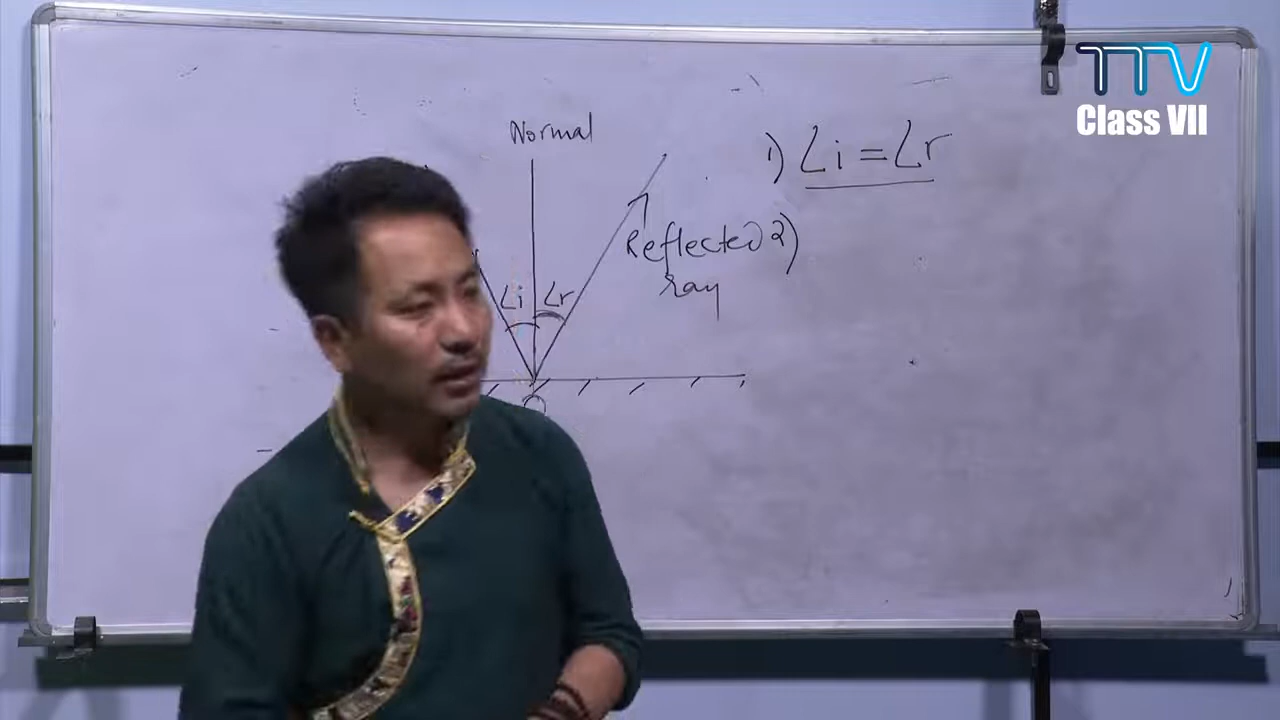 TTV
Class VII
Normal
1) ∠i = ∠r
Reflected
ray
2)
∠i ∠r
O